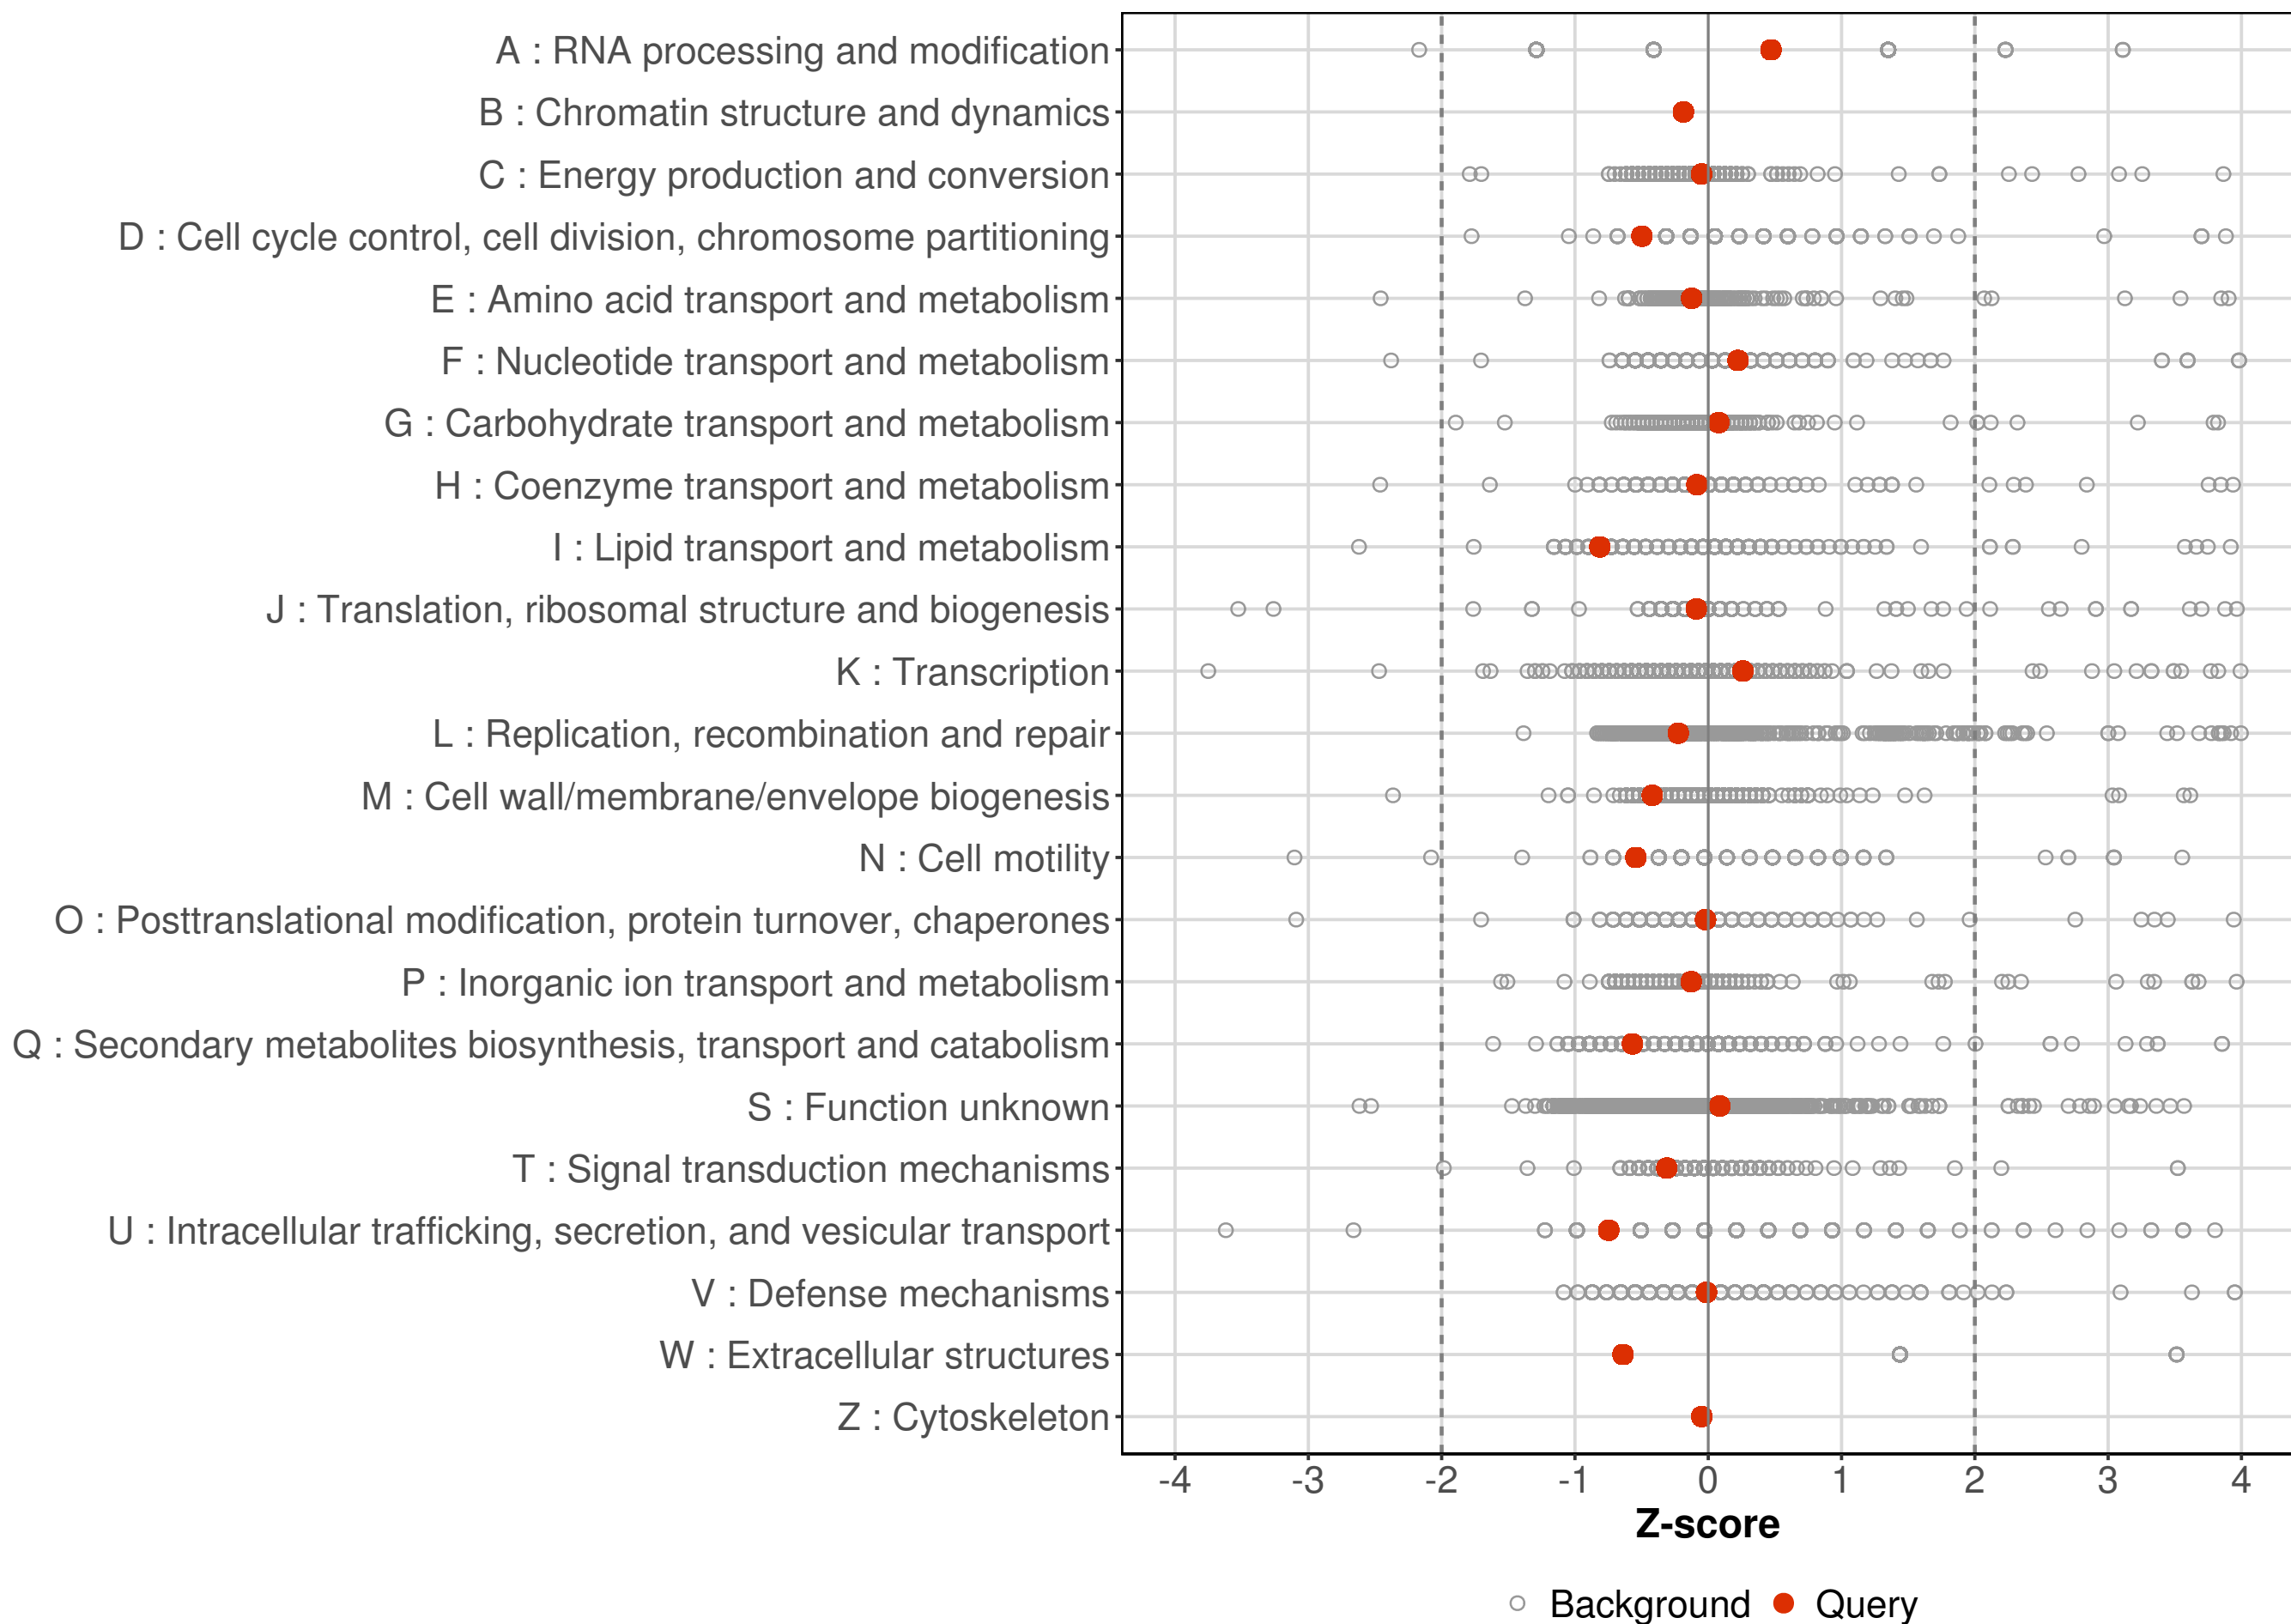 A : RNA processing and modification
B : Chromatin structure and dynamics
C : Energy production and conversion
D : Cell cycle control, cell division, chromosome partitioning
E : Amino acid transport and metabolism
F : Nucleotide transport and metabolism
G : Carbohydrate transport and metabolism
H : Coenzyme transport and metabolism
I : Lipid transport and metabolism
J : Translation, ribosomal structure and biogenesis
K : Transcription
L : Replication, recombination and repair
M : Cell wall/membrane/envelope biogenesis
N : Cell motility
O : Posttranslational modification, protein turnover, chaperones
P : Inorganic ion transport and metabolism
Q : Secondary metabolites biosynthesis, transport and catabolism
S : Function unknown
T : Signal transduction mechanisms
U : Intracellular trafficking, secretion, and vesicular transport
V : Defense mechanisms
W : Extracellular structures
Z : Cytoskeleton
-4 -3 -2 -1 0 1 2 3 4
Z-score
Background Query